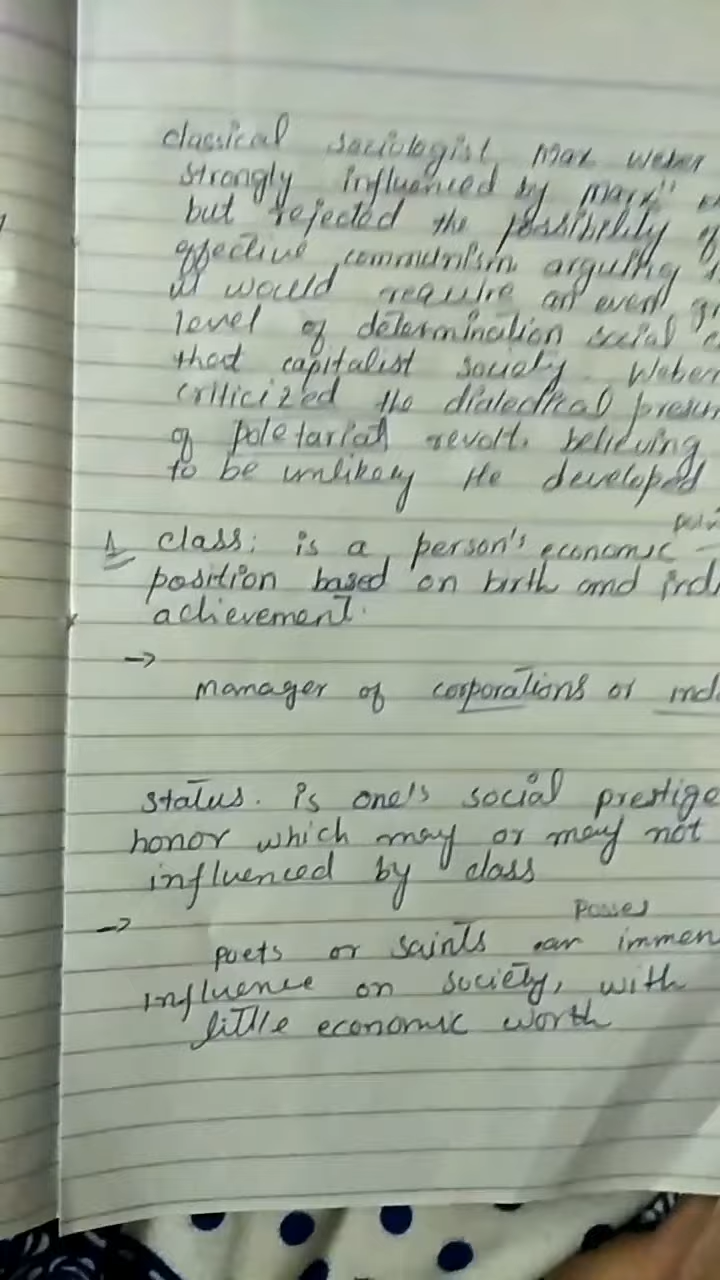 classical sociologist max weber
strongly influenced by marx"
but rejected the possibility of
effective communism arguing
it would require an even
level of determination social
that capitalist society. Weber
criticized the dialectical
of poletariat revolt, believing
to be unlikely He developed
1 class: is a person's economic
position based on birth and
achievement.
→
manager of corporations or
status. is one's social prestige
honor which may or may not
influenced by class
→ Posses
poets or saints immen
influence on society, with
little economic worth